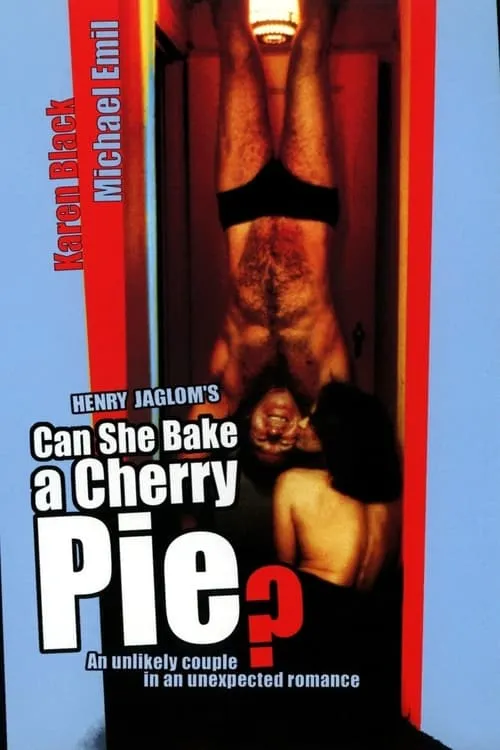 Karen Black
Michael Emil
HENRY JAGLOM'S
Can She Bake
a Cherry
Pie?
An unlikely couple
in an unexpected romance